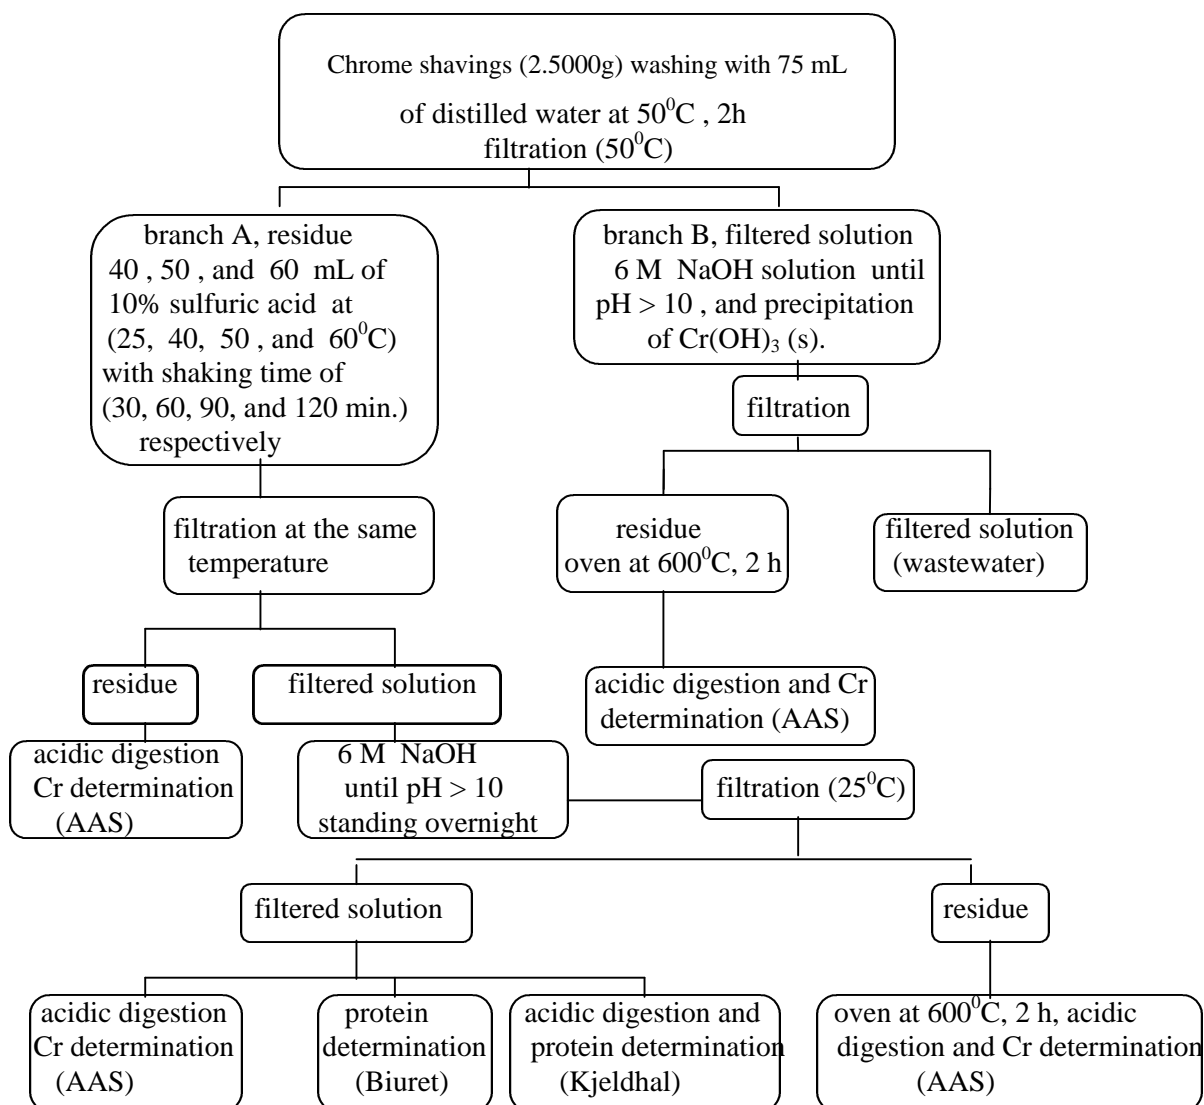 Chrome shavings (2.5000g) washing with 75 mL
of distilled water at 50⁰C , 2h
filtration (50⁰C)
branch A, residue
40 , 50 , and 60 mL of
10% sulfuric acid at
(25, 40, 50 , and 60⁰C)
with shaking time of
(30, 60, 90, and 120 min.)
respectively
branch B, filtered solution
6 M NaOH solution until
pH > 10 , and precipitation
of Cr(OH)₃ (s).
filtration
filtration at the same
temperature
residue
oven at 600⁰C, 2 h
filtered solution
(wastewater)
residue
filtered solution
acidic digestion and Cr
determination (AAS)
acidic digestion
Cr determination
(AAS)
6 M NaOH
until pH > 10
standing overnight
filtration (25⁰C)
filtered solution
residue
acidic digestion
Cr determination
(AAS)
protein
determination
(Biuret)
acidic digestion and
protein determination
(Kjeldhal)
oven at 600⁰C, 2 h, acidic
digestion and Cr determination
(AAS)